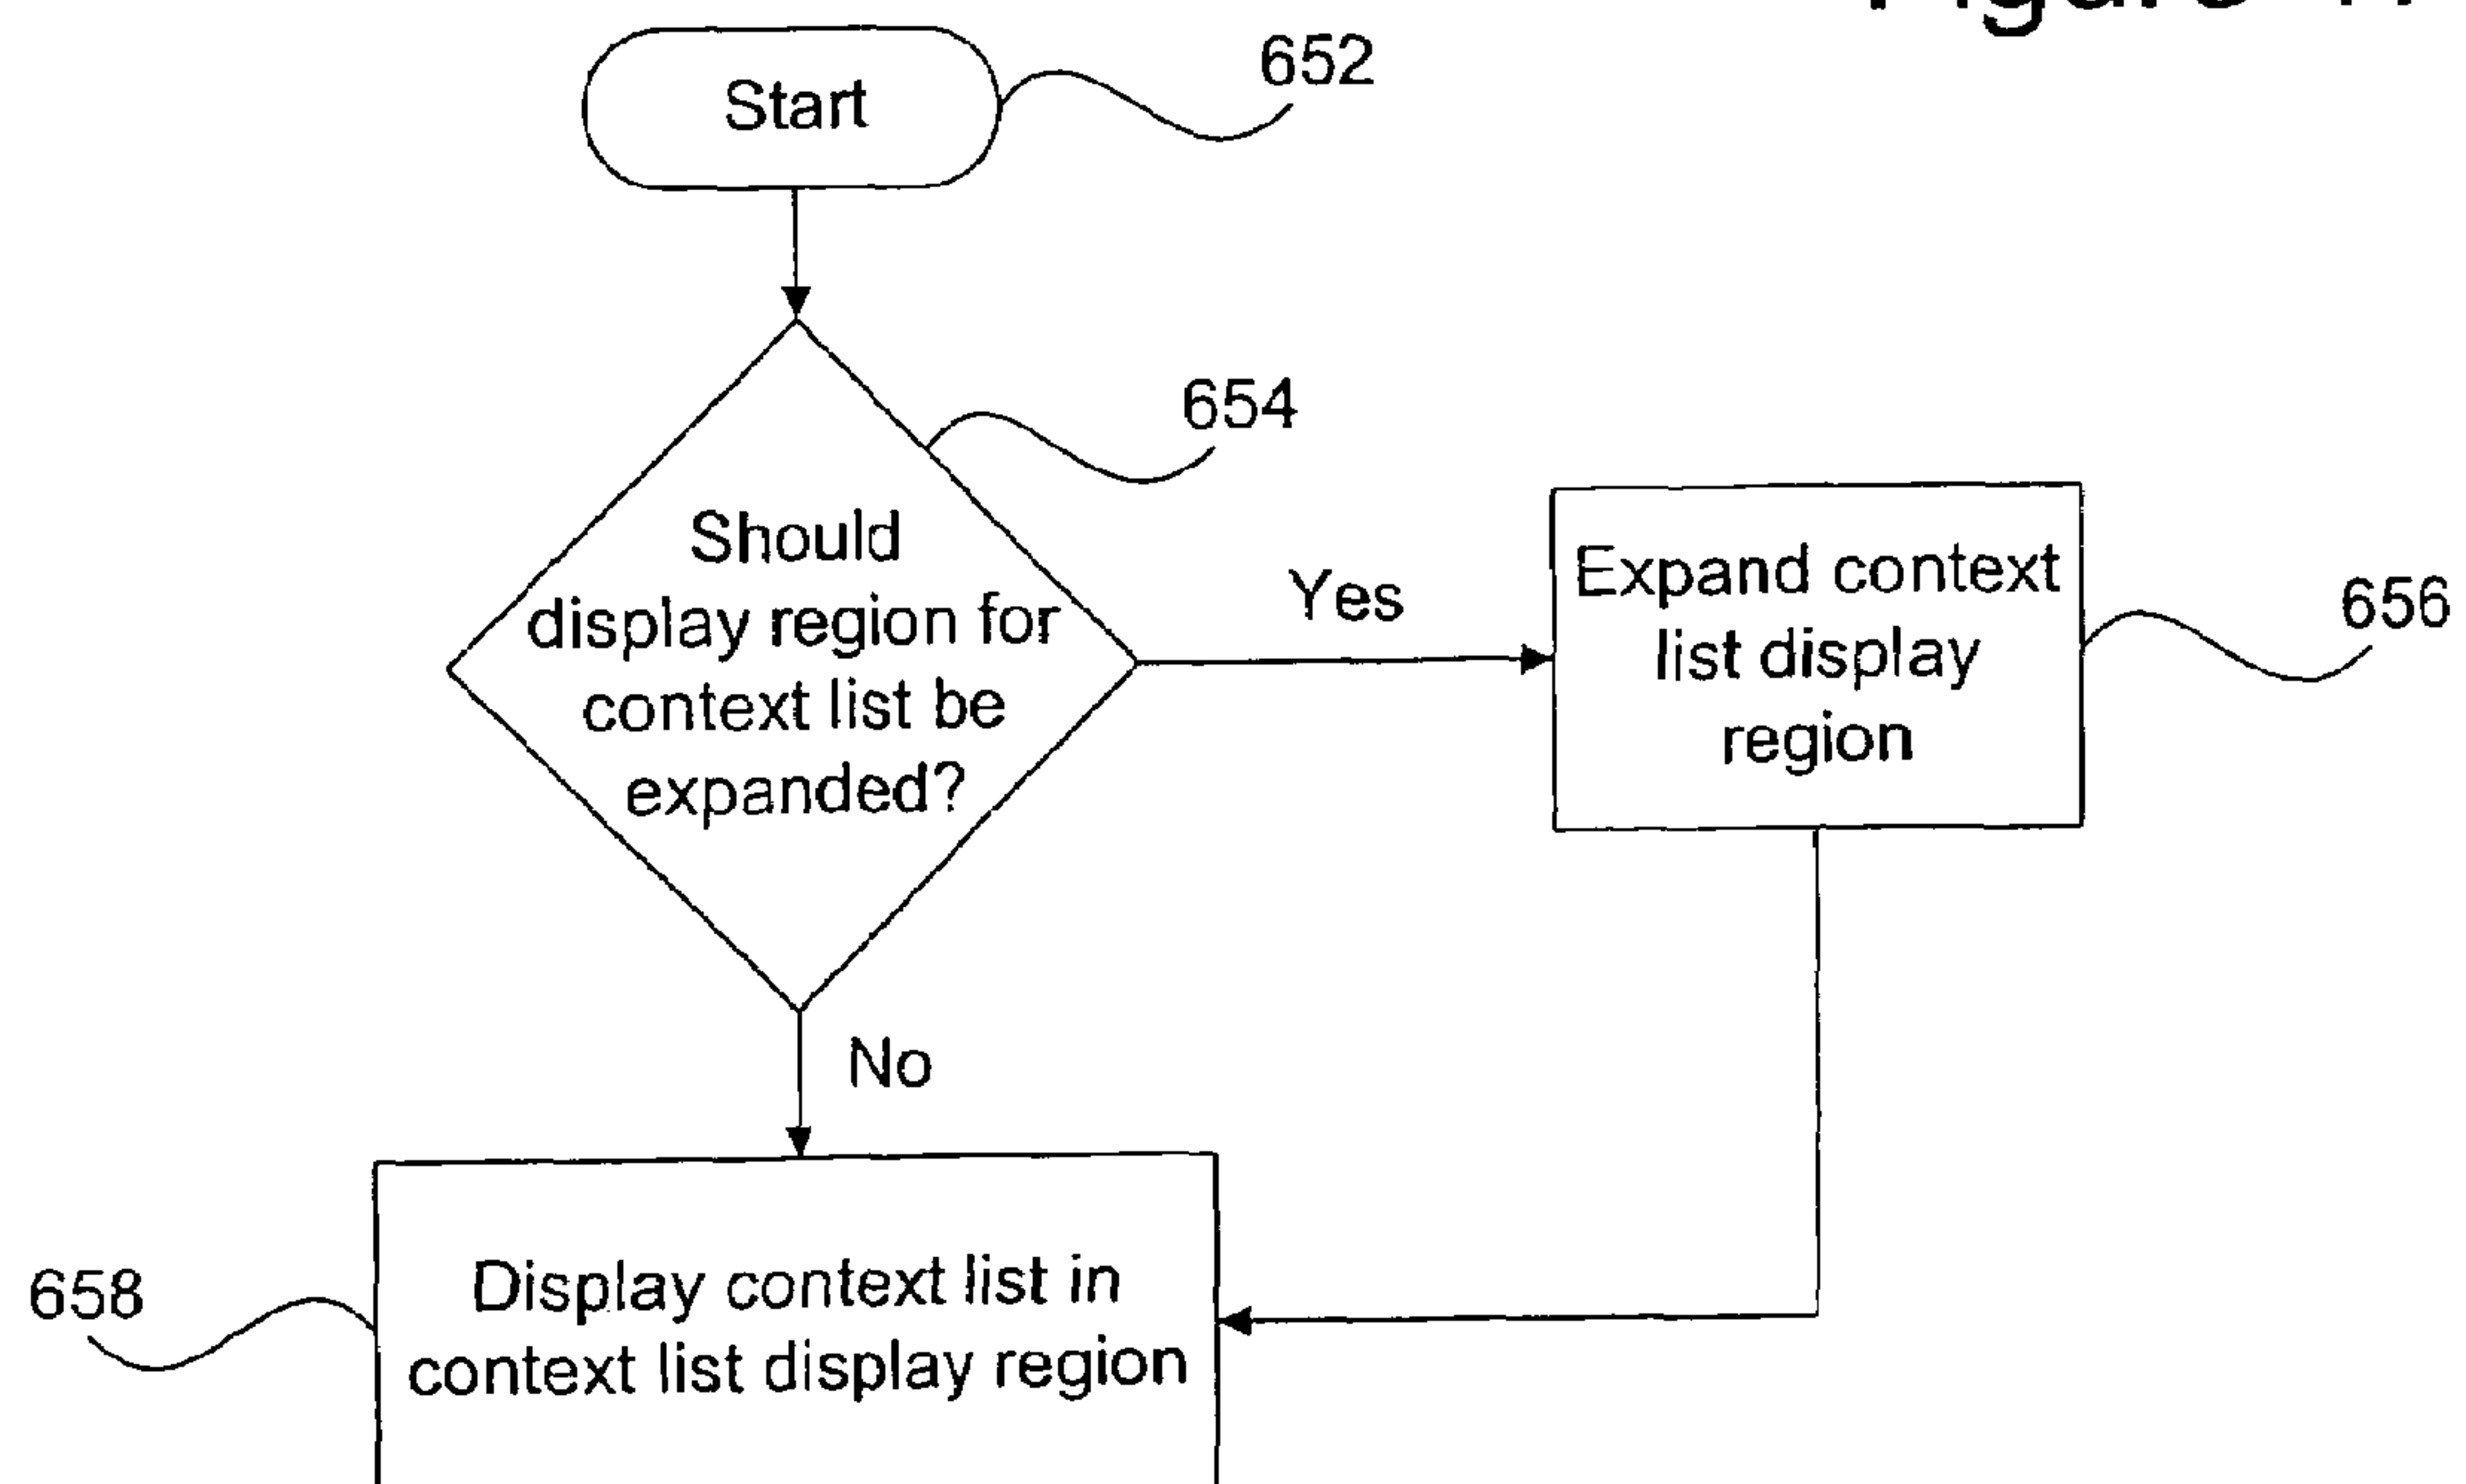 Figure
Start
652
654
Should
display region for
context list be
expanded?
Yes
Expand context
list display
region
656
No
658
Display context list in
context list display region